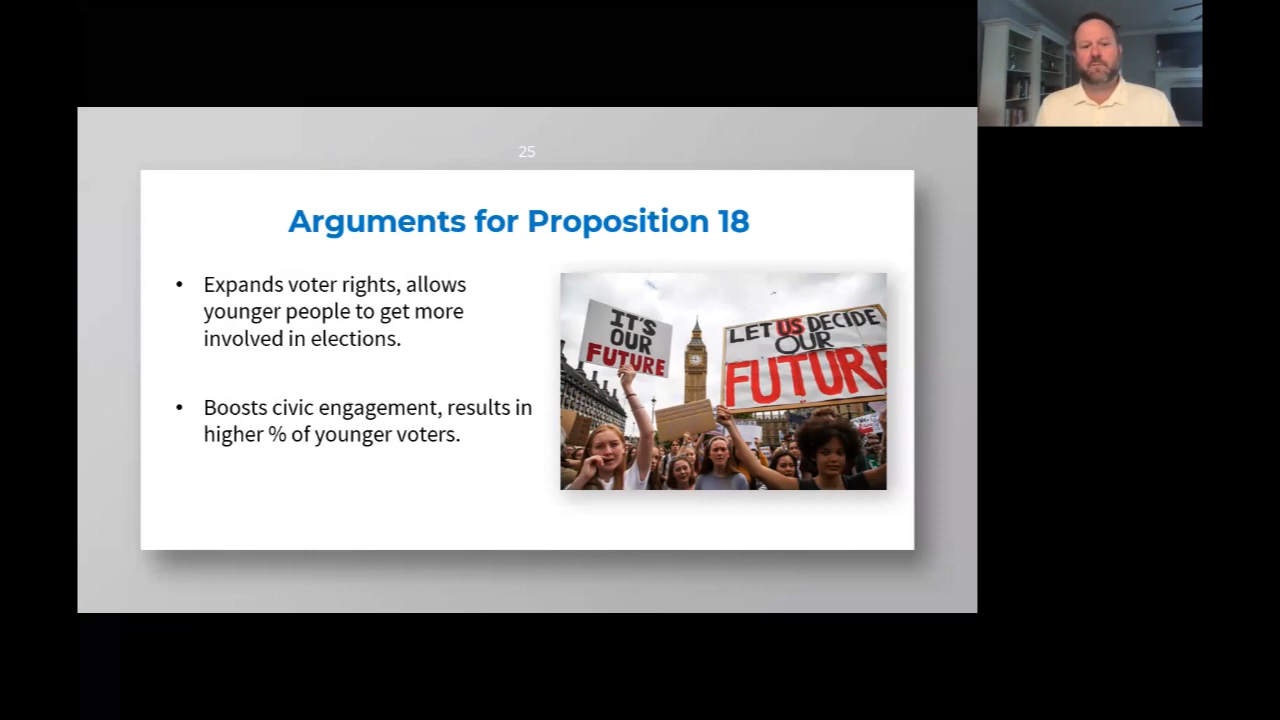 25
Arguments for Proposition 18
• Expands voter rights, allows
younger people to get more
involved in elections.
• Boosts civic engagement, results in
higher % of younger voters.
IT'S
OUR
FUTURE
LET US DECIDE
OUR
FUTURE